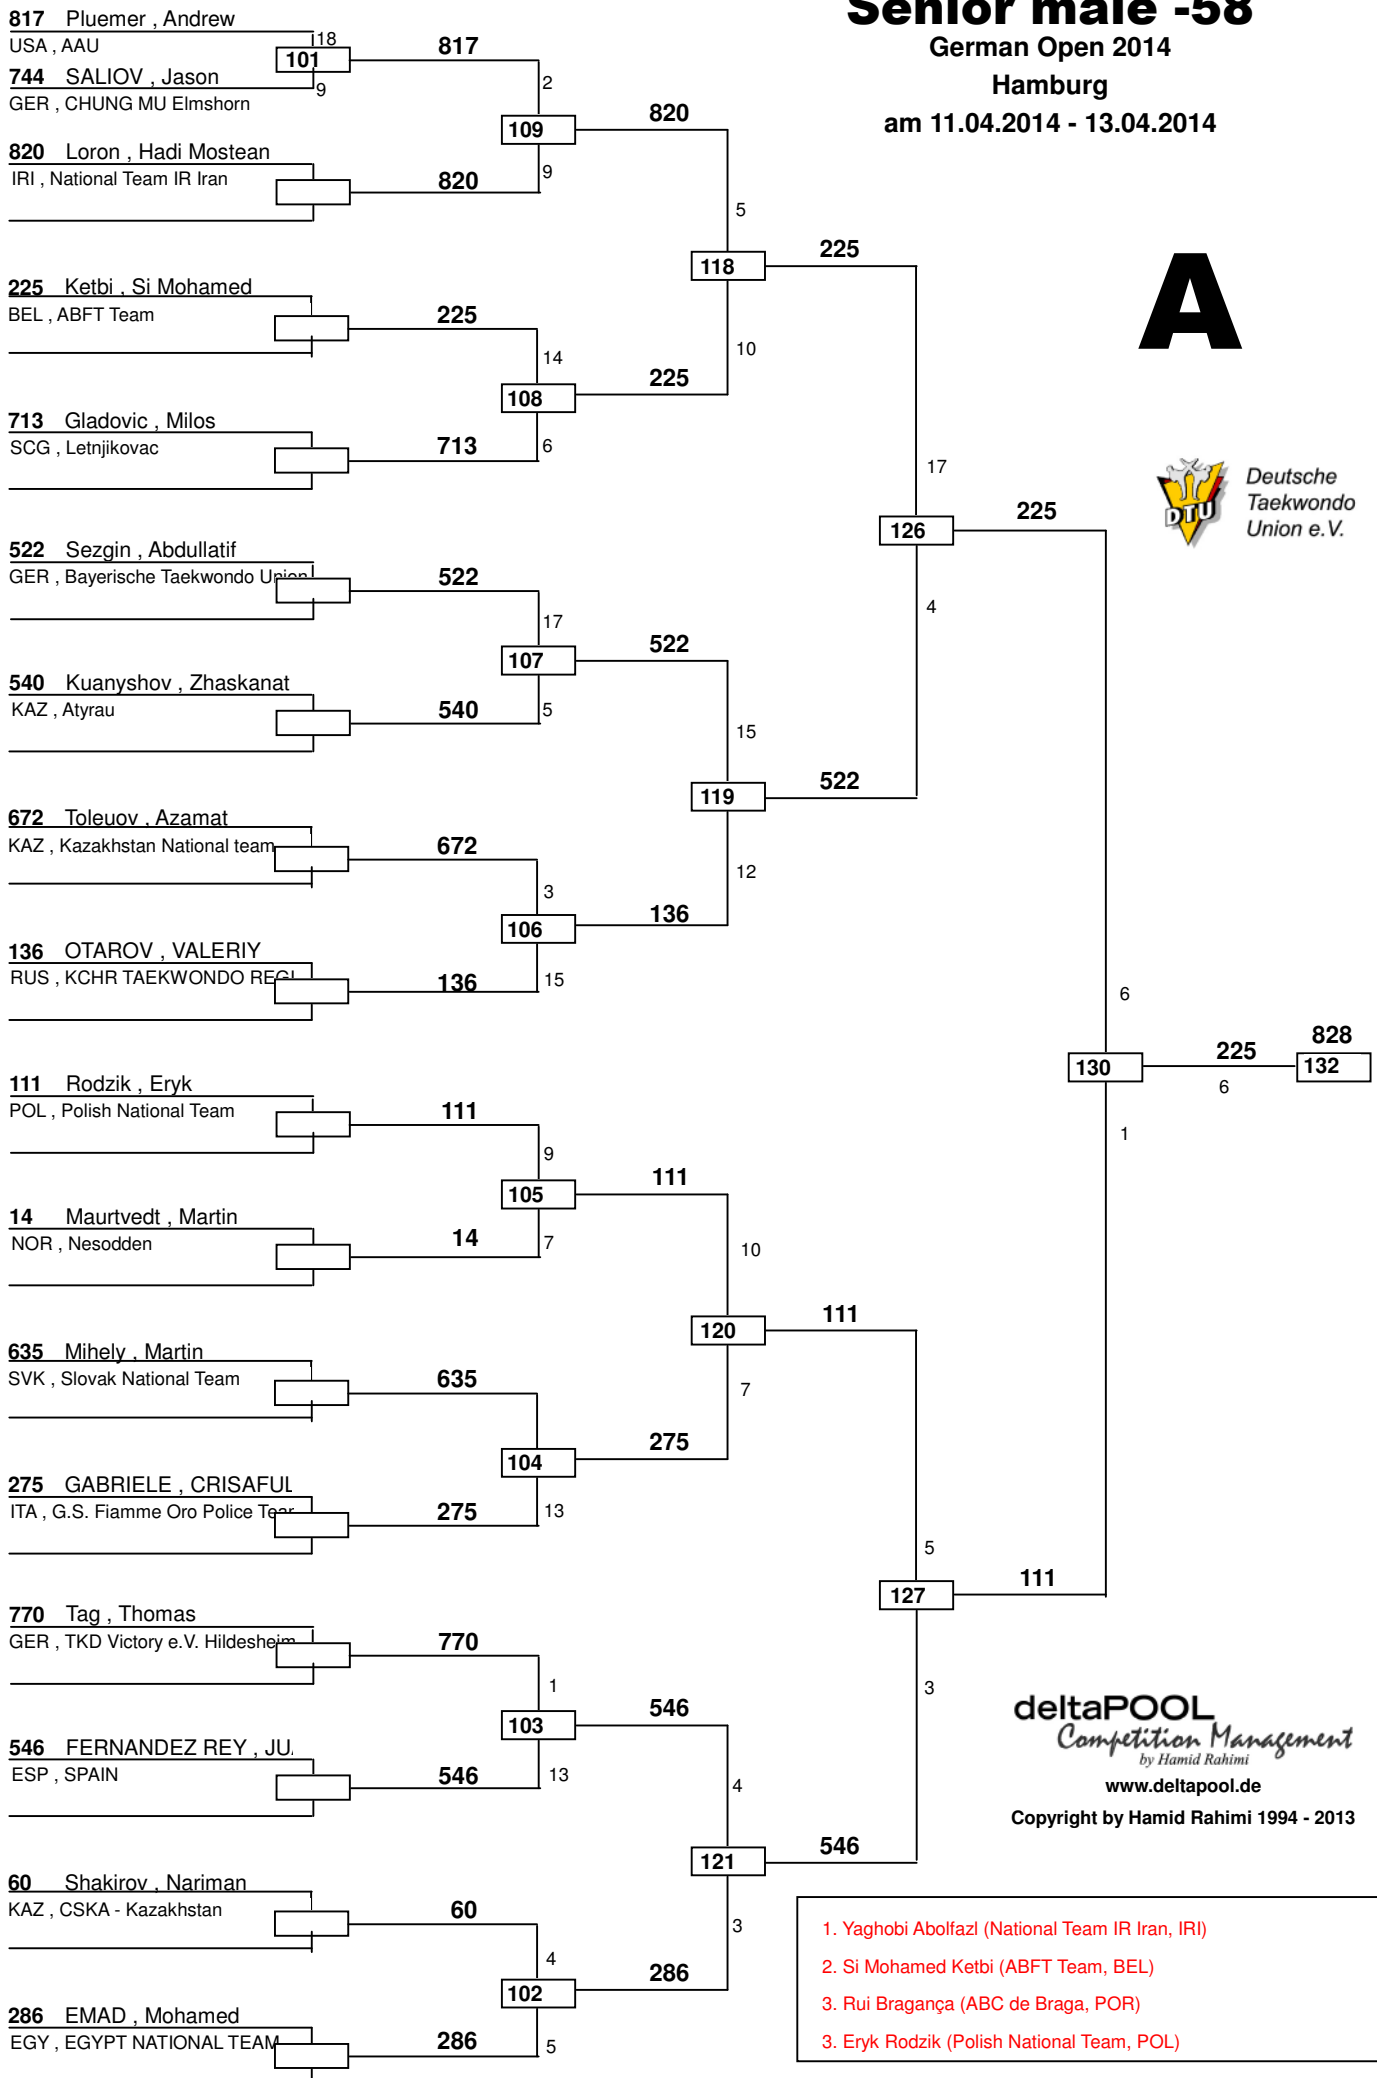 Senior male -58
German Open 2014
Hamburg
am 11.04.2014 - 13.04.2014
A
Deutsche
Taekwondo
Union e.V.
DTU
817 Pluemer , Andrew
USA , AAU
18
101
817
744 SALIOV , Jason
9
GER , CHUNG MU Elmshorn
2
109
820
820 Loron , Hadi Mostean
IRI , National Team IR Iran
820
9
5
118
225
225 Ketbi , Si Mohamed
BEL , ABFT Team
225
14
10
108
225
713 Gladovic , Milos
SCG , Letnjikovac
713
6
17
126
225
522 Sezgin , Abdullatif
GER , Bayerische Taekwondo Union
522
17
4
107
522
540 Kuanyshov , Zhaskanat
KAZ , Atyrau
540
5
15
119
522
672 Toleuov , Azamat
KAZ , Kazakhstan National team
672
3
12
106
136
136 OTAROV , VALERIY
RUS , KCHR TAEKWONDO REGI
136
15
6
130
225
6
828
132
1
111 Rodzik , Eryk
POL , Polish National Team
111
9
105
111
14 Maurtvedt , Martin
NOR , Nesodden
14
7
10
120
111
635 Mihely , Martin
SVK , Slovak National Team
635
7
104
275
275 GABRIELE , CRISAFUL
ITA , G.S. Fiamme Oro Police
275
13
5
127
111
770 Tag , Thomas
GER , TKD Victory e.V. Hildesheim
770
1
3
103
546
546 FERNANDEZ REY , JU
ESP , SPAIN
546
13
4
121
546
60 Shakirov , Nariman
KAZ , CSKA - Kazakhstan
60
4
3
102
286
286 EMAD , Mohamed
EGY , EGYPT NATIONAL TEAM
286
5
deltaPOOL
Competition Management
by Hamid Rahimi
www.deltapool.de
Copyright by Hamid Rahimi 1994 - 2013
1. Yaghobi Abolfazl (National Team IR Iran, IRI)
2. Si Mohamed Ketbi (ABFT Team, BEL)
3. Rui Bragança (ABC de Braga, POR)
3. Eryk Rodzik (Polish National Team, POL)